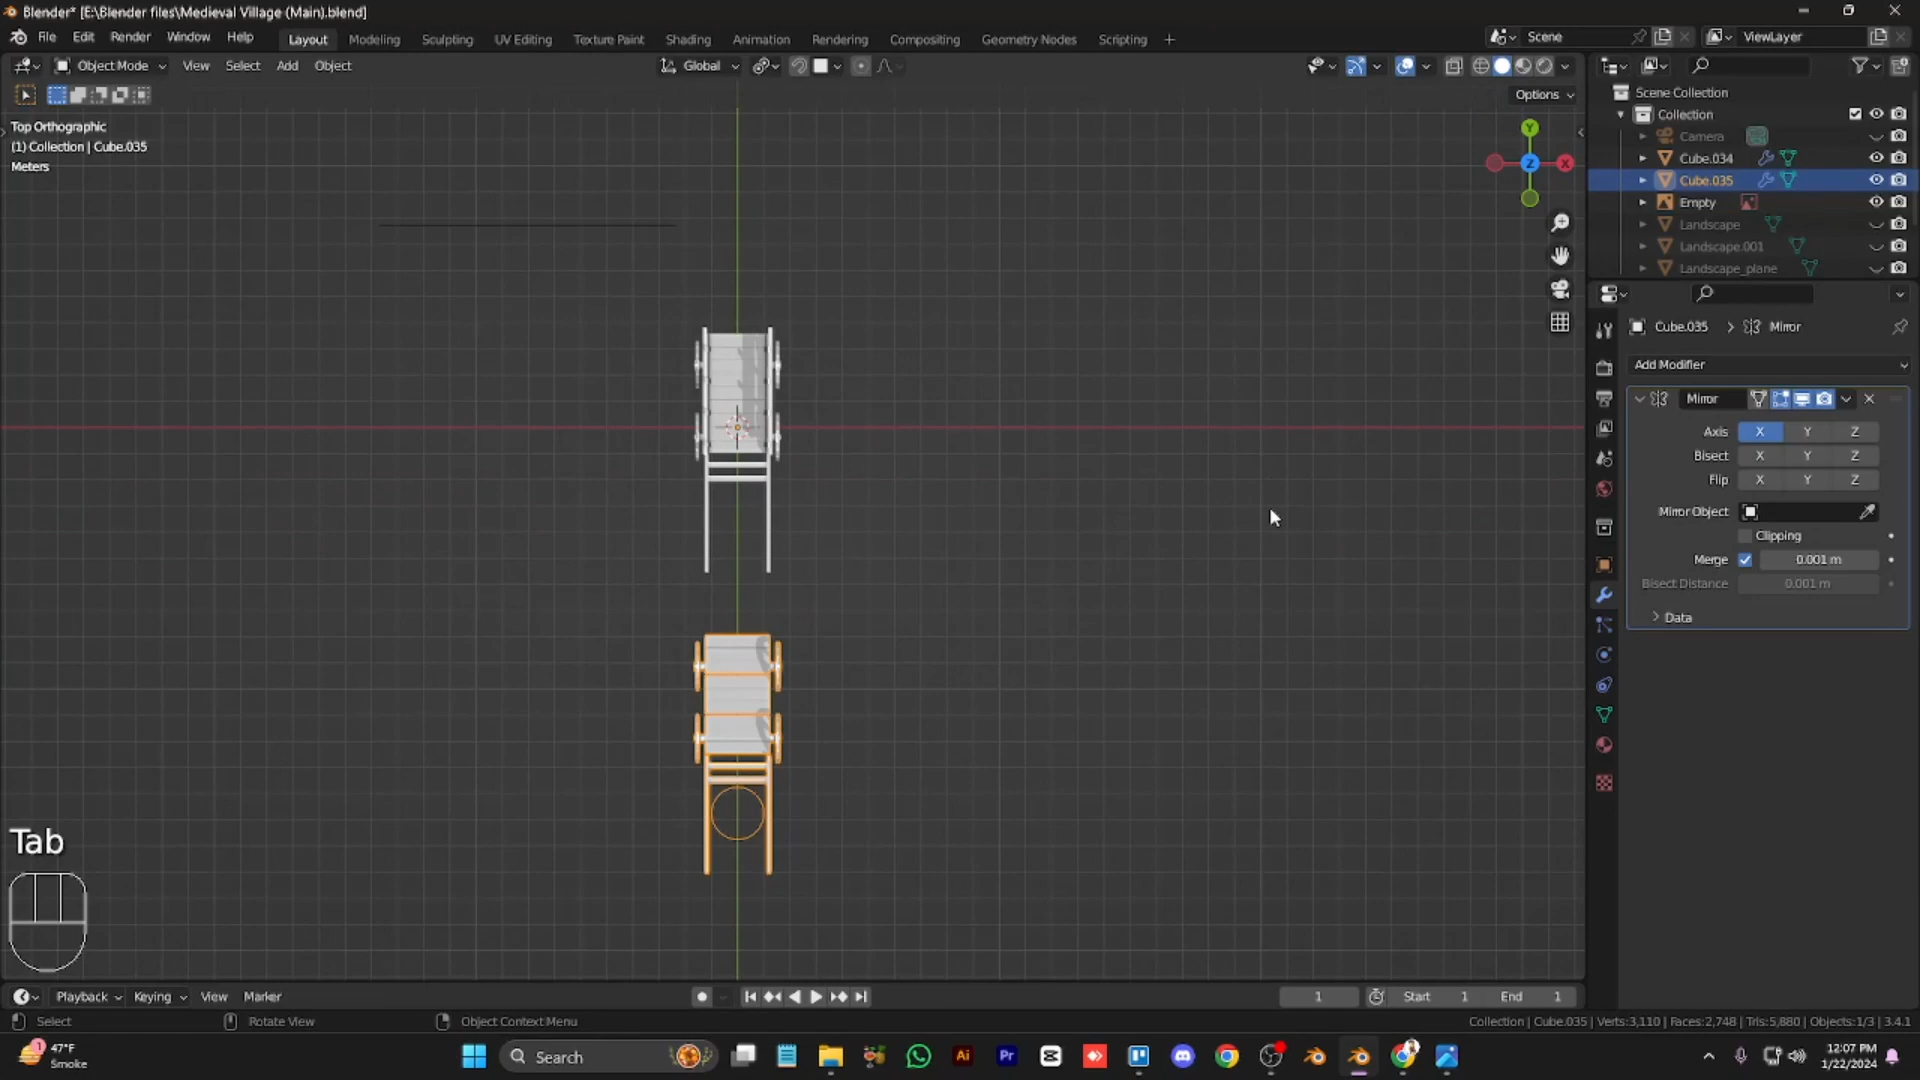 Blender* [E:\Blender files\Medieval Village (Main).blend]
File Edit Render Window Help Layout Modeling Sculpting UV Editing Texture Paint Shading Animation Rendering Compositing Geometry Nodes Scripting + Scene ViewLayer
Object Mode View Select Add Object Global
Options
Top Orthographic
(1) Collection | Cube.035
Meters
Y
Z X
Scene Collection
Collection
Camera
Cube.034
Cube.035
Empty
Landscape
Landscape.001
Landscape_plane
Cube.035 > Mirror
Add Modifier
Mirror
Axis X Y Z
Bisect X Y Z
Flip X Y Z
Mirror Object
Clipping
Merge 0.001 m
Bisect Distance 0.001 m
Data
Tab
Playback Keying View Marker 1 Start 1 End 1
Select Rotate View Object Context Menu Collection | Cube.035 | Verts:3,110 | Faces:2,748 | Tris:5,880 | Objects:1/3 | 3.4.1
1 47°F
Smoke
Search
Ai Pr
12:07 PM
1/22/2024